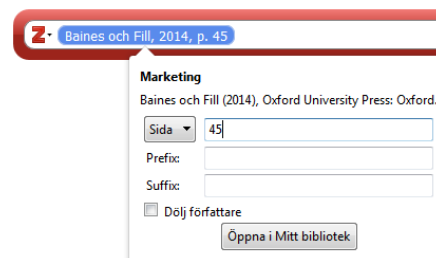 Z Baines och Fill, 2014, p. 45
Marketing
Baines och Fill (2014), Oxford University Press: Oxford.
Sida 45
Prefix:
Suffix:
Dölj författare
Öppna i Mitt bibliotek